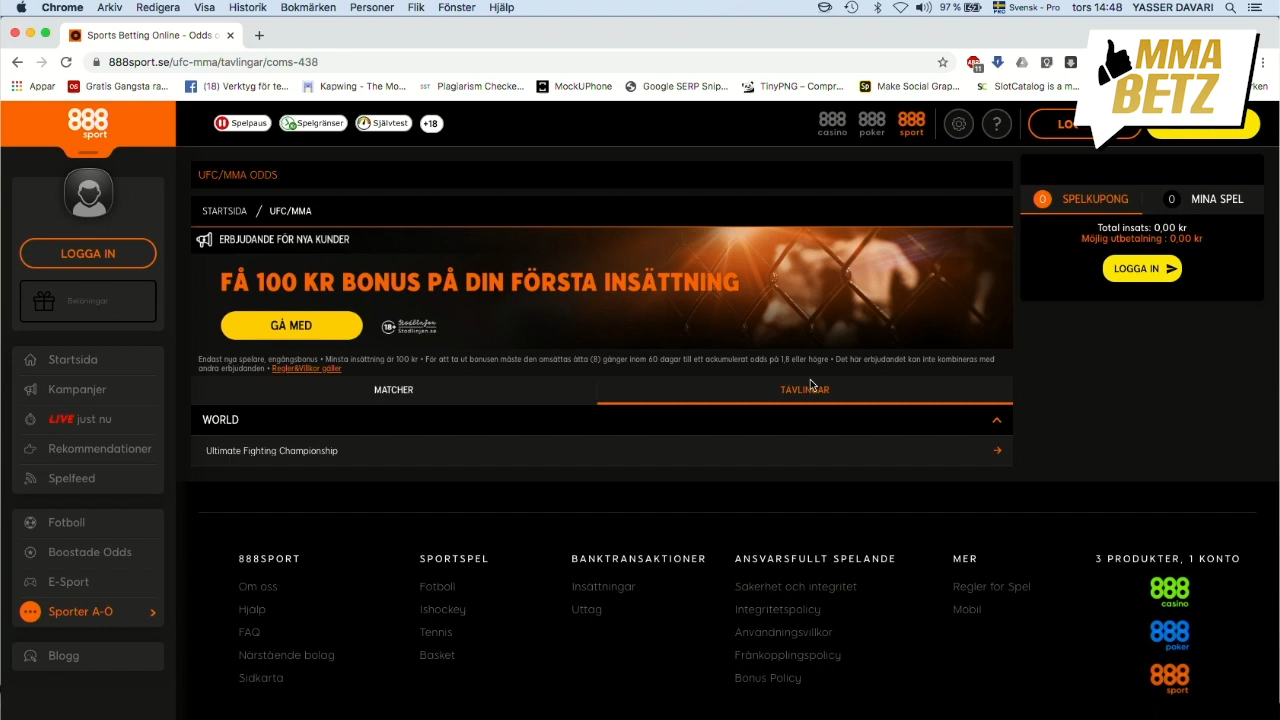 Chrome Arkiv Redigera Visa Historik Bokmärken Personer Flik Fönster Hjälp 97 % PRO Svensk - Pro tors 14:48 YASSER DAVARI
Sports Betting Online - Odds o
888sport.se/ufc-mma/tavlingar/coms-438
Appar Gratis Gangsta ra... (18) Verktyg för te... Kapwing - The Mo... SST Plagiarism Checke... MockUPhone Google SERP Snip... TinyPNG – Compr... Sp Make Social Grap... SC SlotCatalog is a m... rken
MMA
BETZ
888
sport
Spelpaus Spelgränser Självtest +18
888 casino 888 poker 888 sport
?
LOGGA IN
Belöningar
Startsida
Kampanjer
LIVE just nu
Rekommendationer
Spelfeed
Fotboll
Boostade Odds
E-Sport
Sporter A-O
Blogg
UFC/MMA ODDS
STARTSIDA / UFC/MMA
ERBJUDANDE FÖR NYA KUNDER
FÅ 100 KR BONUS PÅ DIN FÖRSTA INSÄTTNING
GÅ MED
18+ Stödlinjen Stodlinjen.se
Endast nya spelare, engångsbonus • Minsta insättning är 100 kr • För att ta ut bonusen måste den omsättas åtta (8) gånger inom 60 dagar till ett ackumulerat odds på 1,8 eller högre • Det här erbjudandet kan inte kombineras med
andra erbjudanden • Regler&Villkor gäller
MATCHER TÄVLINGAR
WORLD
Ultimate Fighting Championship
0 SPELKUPONG 0 MINA SPEL
Total insats: 0,00 kr
Möjlig utbetalning : 0,00 kr
LOGGA IN
888SPORT
Om oss
Hjälp
FAQ
Närstående bolag
Sidkarta
SPORTSPEL
Fotboll
Ishockey
Tennis
Basket
BANKTRANSAKTIONER
Insättningar
Uttag
ANSVARSFULLT SPELANDE
Säkerhet och integritet
Integritetspolicy
Användningsvillkor
Frånkopplingspolicy
Bonus Policy
MER
Regler för Spel
Mobil
3 PRODUKTER, 1 KONTO
888
casino
888
poker
888
sport